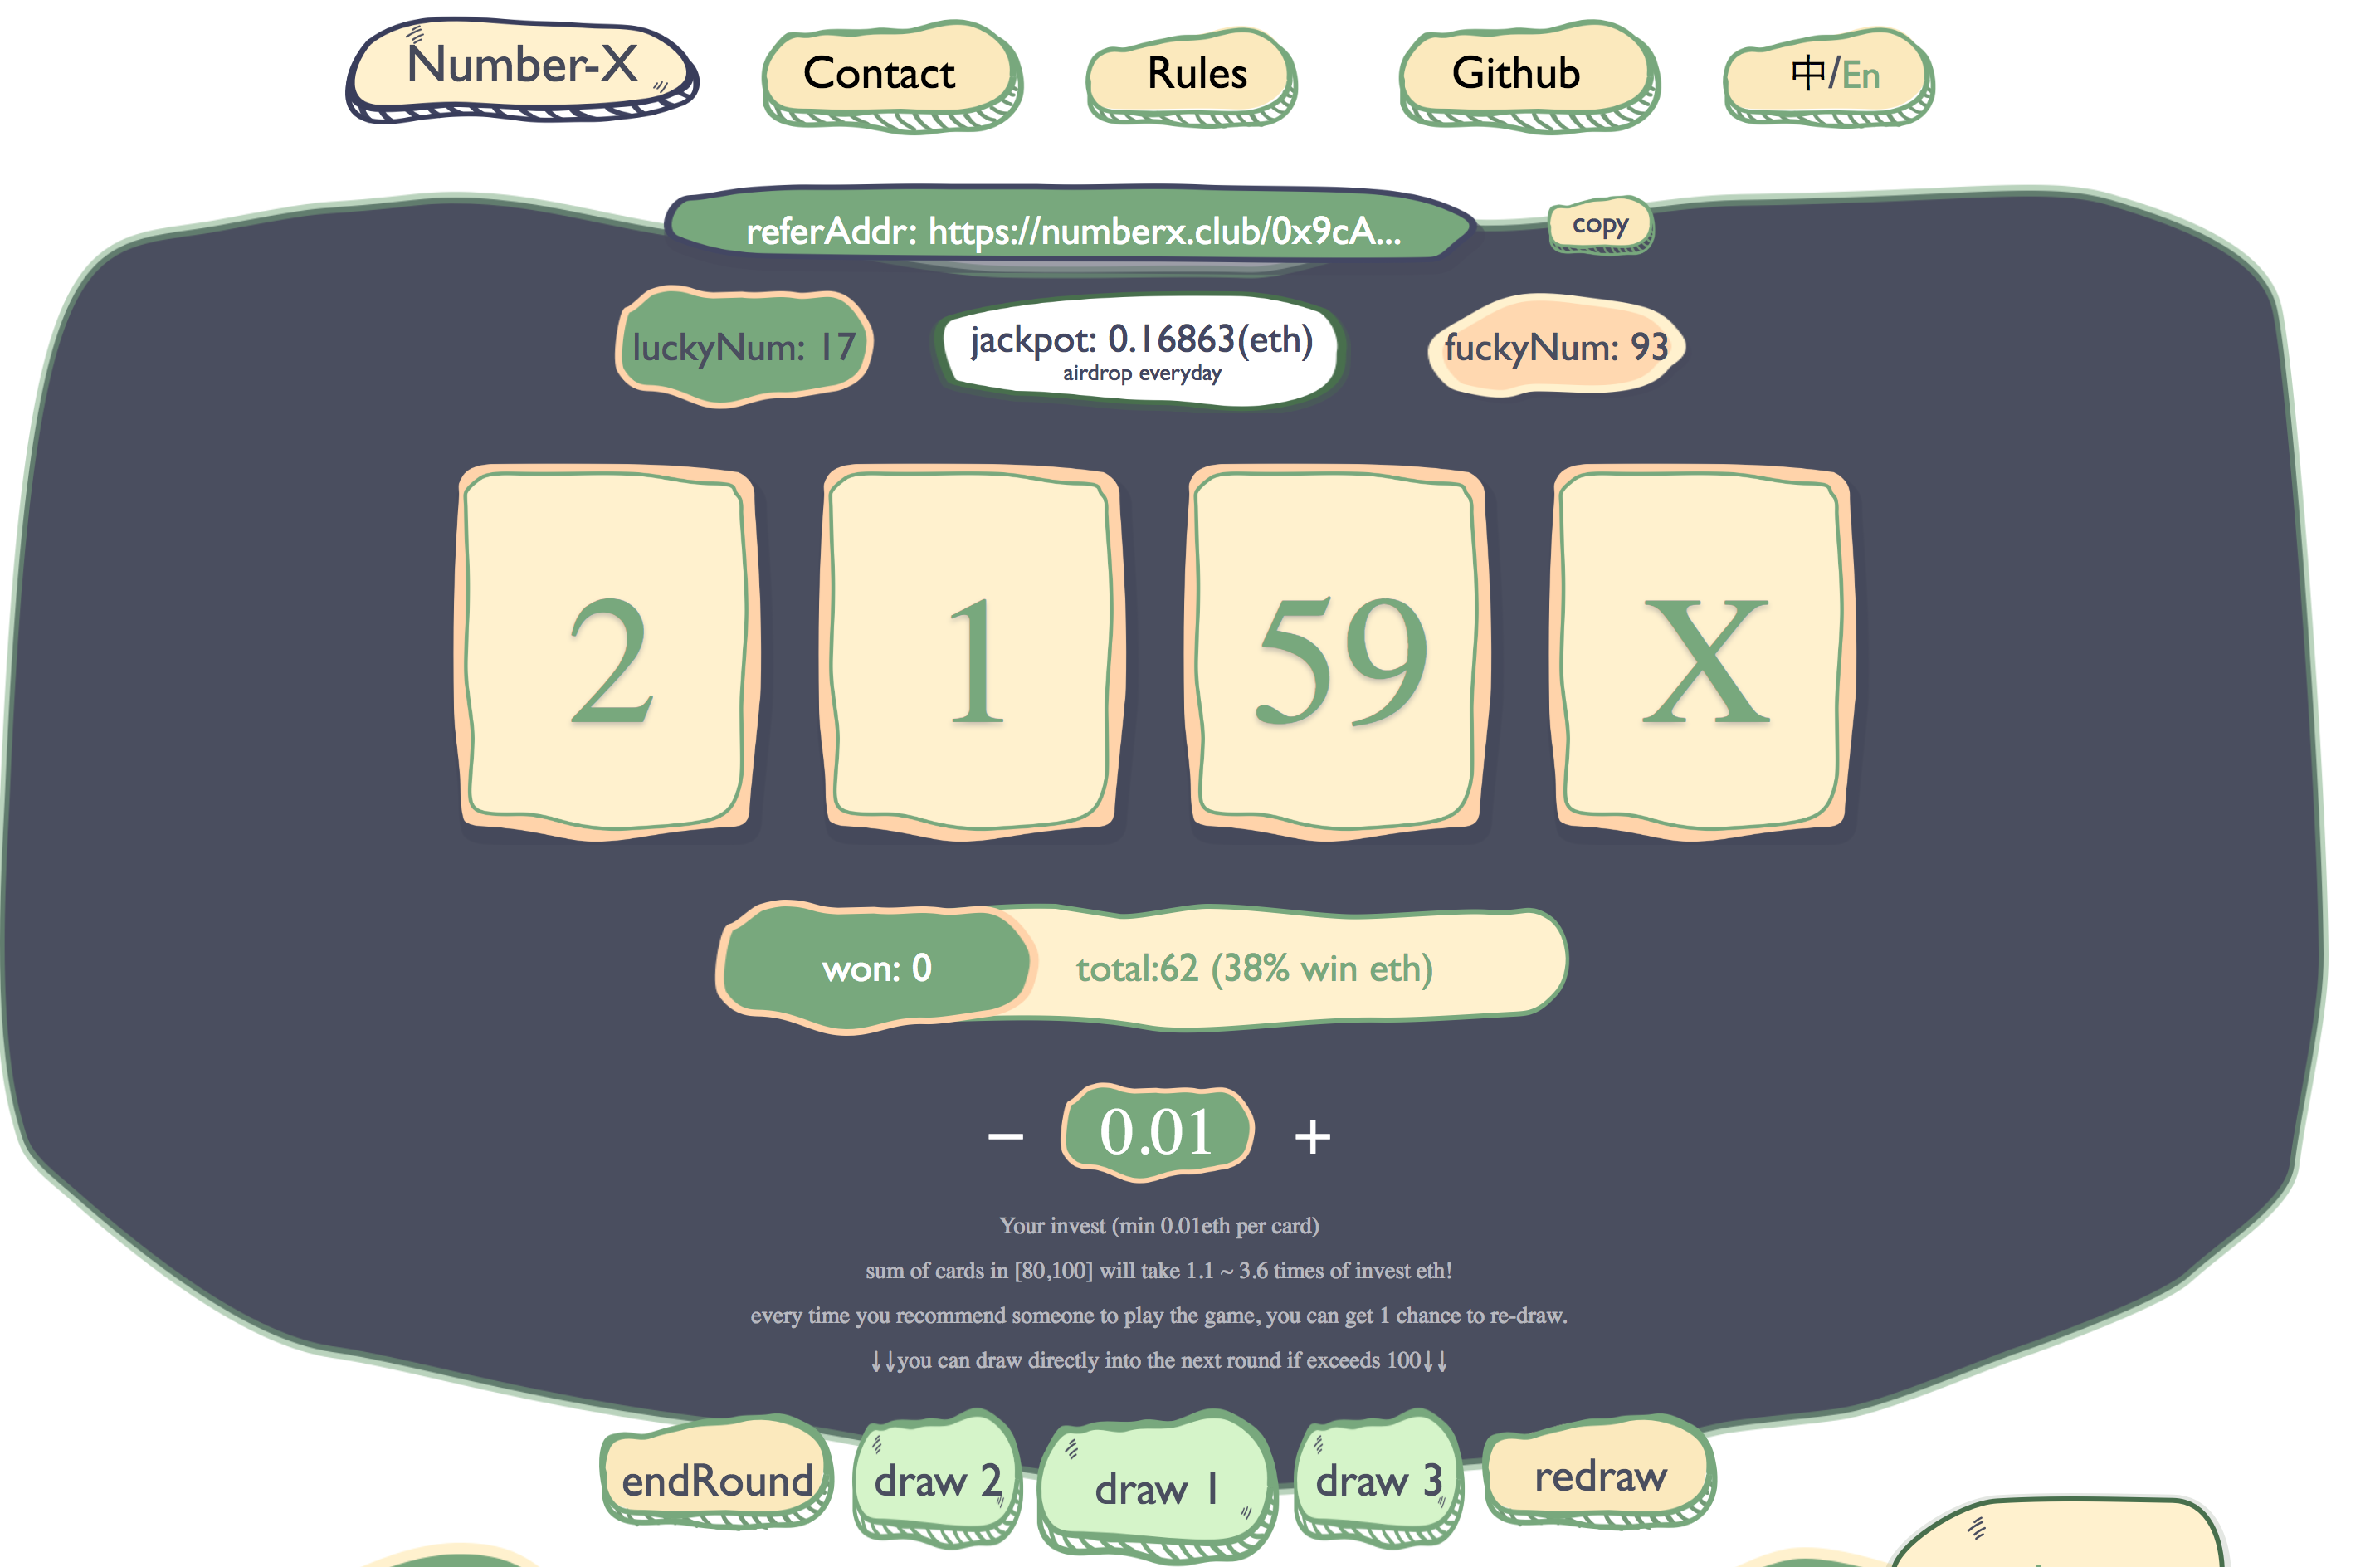 Number-X
Contact
Rules
Github
中/En
referAddr: https://numberx.club/0x9cA...
copy
luckyNum: 17
jackpot: 0.16863(eth)
airdrop everyday
fuckyNum: 93
2
1
59
X
won: 0
total:62 (38% win eth)
− 0.01 +
Your invest (min 0.01eth per card)
sum of cards in [80,100] will take 1.1 ~ 3.6 times of invest eth!
every time you recommend someone to play the game, you can get 1 chance to re-draw.
↓↓you can draw directly into the next round if exceeds 100↓↓
endRound
draw 2
draw 1
draw 3
redraw